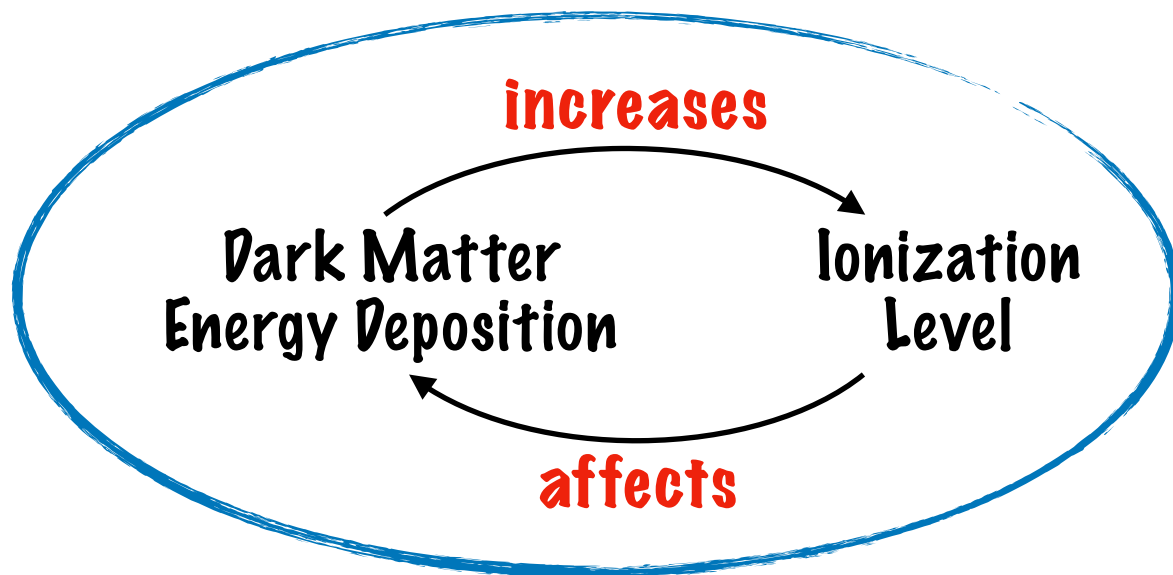 increases
Dark Matter
Energy Deposition
Ionization
Level
affects